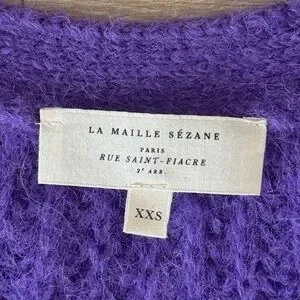 LA MAILLE SÉZANE
PARIS
RUE SAINT-FIACRE
2ᵉ ARR.
XXS